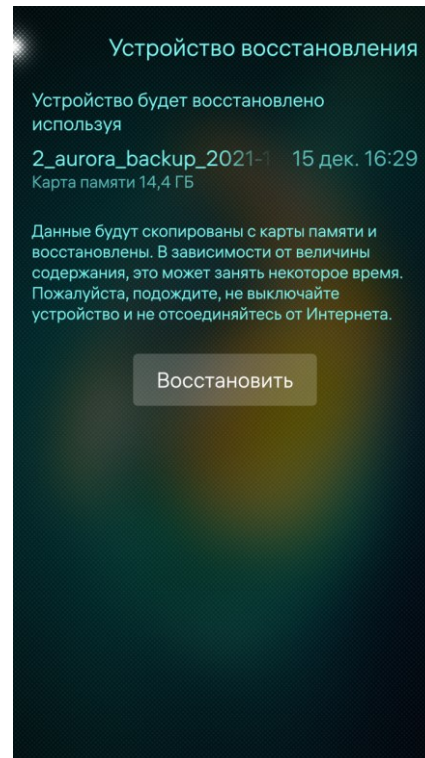 Устройство восстановления
Устройство будет восстановлено
используя
2_aurora_backup_2021-1 15 дек. 16:29
Карта памяти 14,4 ГБ
Данные будут скопированы с карты памяти и
восстановлены. В зависимости от величины
содержания, это может занять некоторое время.
Пожалуйста, подождите, не выключайте
устройство и не отсоединяйтесь от Интернета.
Восстановить